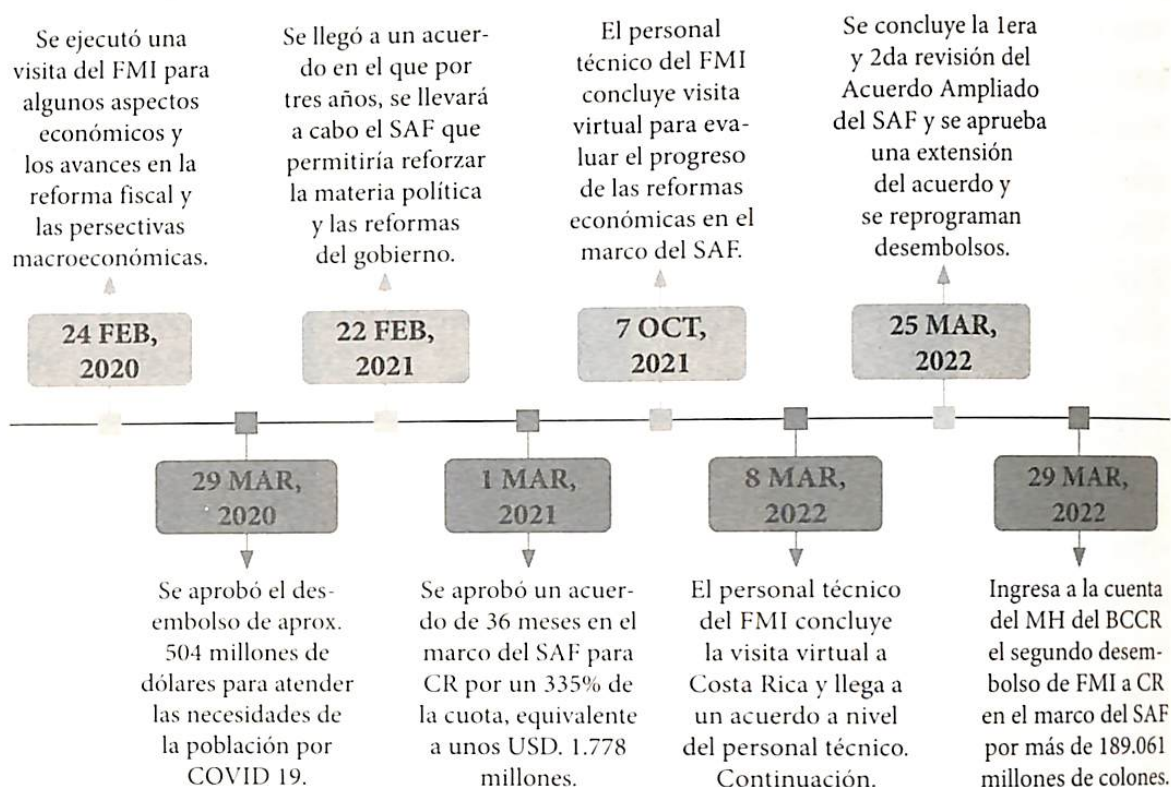 Se ejecutó una
visita del FMI para
algunos aspectos
económicos y
los avances en la
reforma fiscal y
las persectivas
macroeconómicas.
24 FEB,
2020
29 MAR,
2020
Se aprobó el des-
embolso de aprox.
504 millones de
dólares para atender
las necesidades de
la población por
COVID 19.
Se llegó a un acuer-
do en el que por
tres años, se llevará
a cabo el SAF que
permitiría reforzar
la materia política
y las reformas
del gobierno.
22 FEB,
2021
1 MAR,
2021
Se aprobó un acuer-
do de 36 meses en el
marco del SAF para
CR por un 335% de
la cuota, equivalente
a unos USD. 1.778
millones.
El personal
técnico del FMI
concluye visita
virtual para eva-
luar el progreso
de las reformas
económicas en el
marco del SAF.
7 OCT,
2021
8 MAR,
2022
El personal técnico
del FMI concluye
la visita virtual a
Costa Rica y llega a
un acuerdo a nivel
del personal técnico.
Continuación.
Se concluye la 1era
y 2da revisión del
Acuerdo Ampliado
del SAF y se aprueba
una extensión
del acuerdo y
se reprograman
desembolsos.
25 MAR,
2022
29 MAR,
2022
Ingresa a la cuenta
del MH del BCCR
el segundo desem-
bolso de FMI a CR
en el marco del SAF
por más de 189.061
millones de colones.